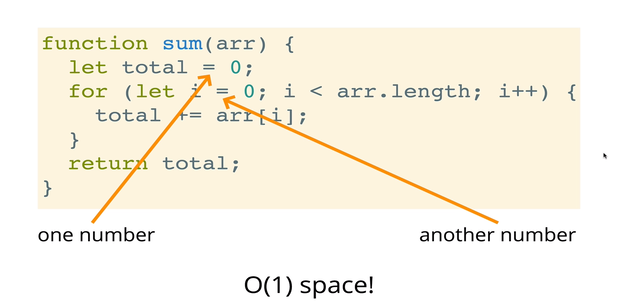 function sum(arr) {
  let total = 0;
  for (let i = 0; i < arr.length; i++) {
    total += arr[i];
  }
  return total;
}
one number
another number
O(1) space!